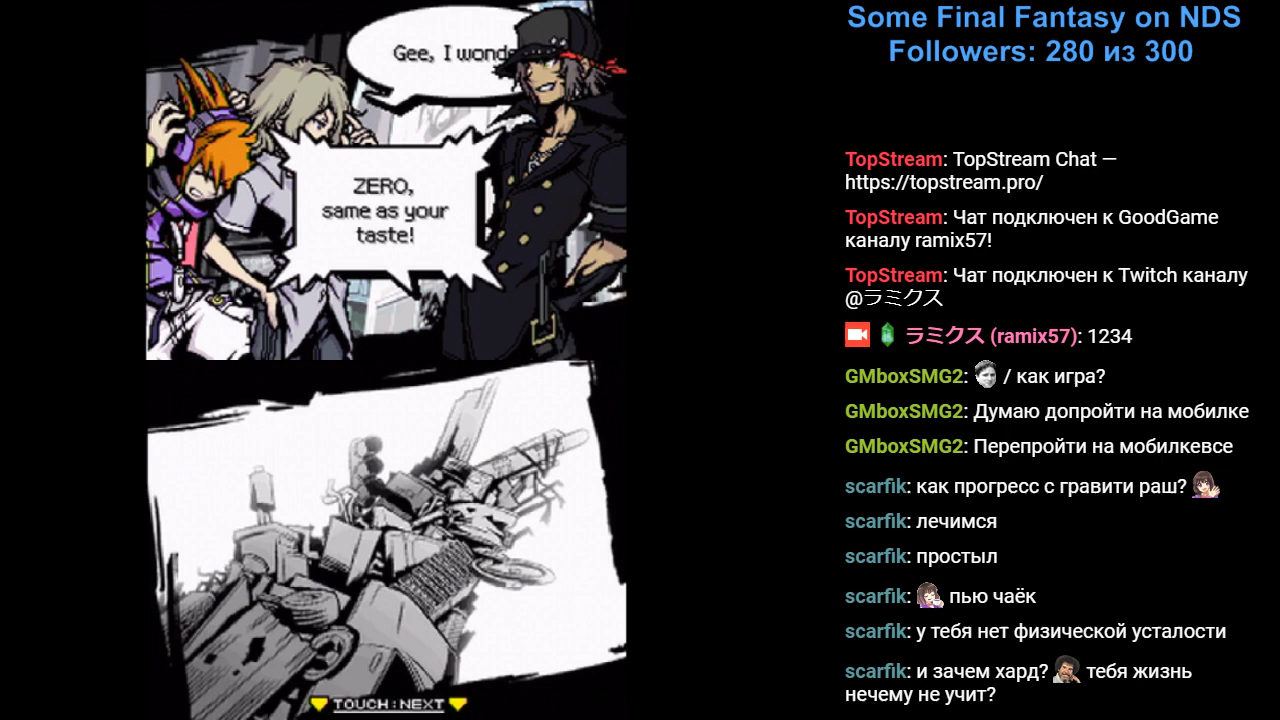 Gee, I wond
ZERO,
same as your
taste!
TOUCH:NEXT
Some Final Fantasy on NDS
Followers: 280 из 300
TopStream: TopStream Chat —
https://topstream.pro/
TopStream: Чат подключен к GoodGame
каналу ramix57!
TopStream: Чат подключен к Twitch каналу
@ラミクス
ラミクス (ramix57): 1234
GMboxSMG2: / как игра?
GMboxSMG2: Думаю допройти на мобилке
GMboxSMG2: Перепройти на мобилкевсе
scarfik: как прогресс с гравити раш?
scarfik: лечимся
scarfik: простыл
scarfik: пью чаёк
scarfik: у тебя нет физической усталости
scarfik: и зачем хард? тебя жизнь
нечему не учит?